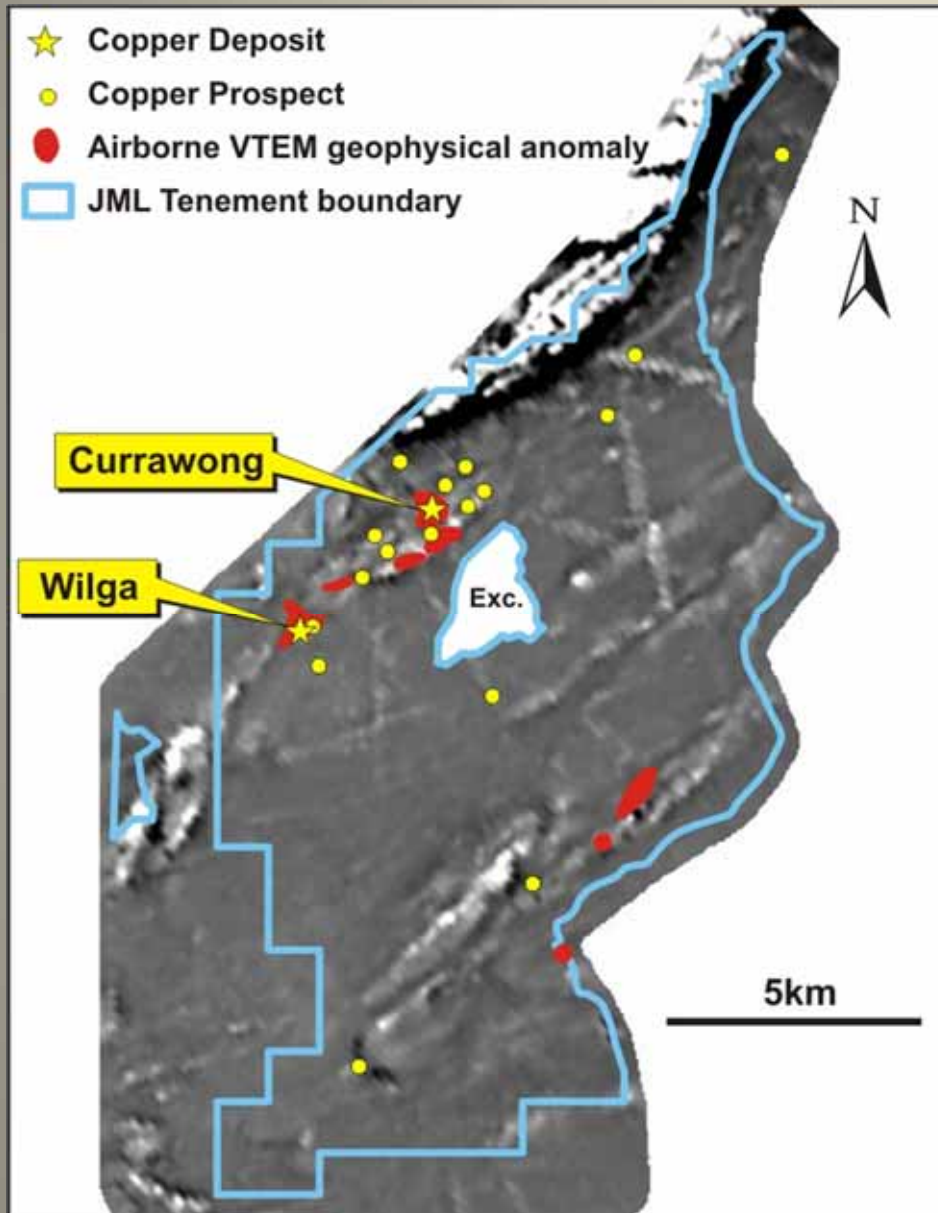 Copper Deposit
Copper Prospect
Airborne VTEM geophysical anomaly
JML Tenement boundary
N
Currawong
Wilga
Exc.
5km